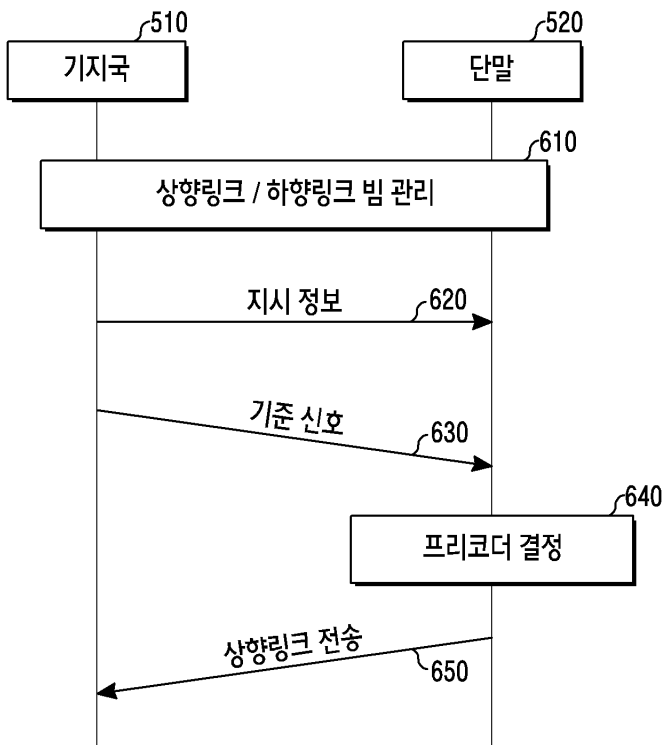 510
520
기지국
단말
610
상향링크 / 하향링크 빔 관리
지시 정보
620
기준 신호
630
640
프리코더 결정
상향링크 전송
650